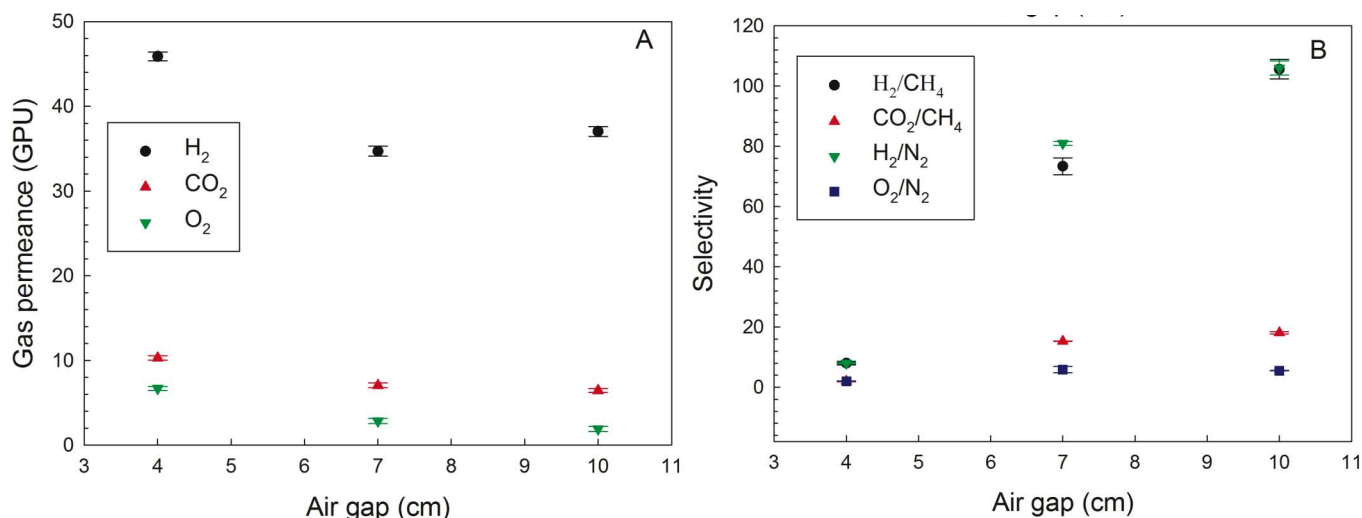 A
50
40
30
20
10
0
Gas permeance (GPU)
H₂
CO₂
O₂
3 4 5 6 7 8 9 10 11
Air gap (cm)
B
120
100
80
60
40
20
0
Selectivity
H₂/CH₄
CO₂/CH₄
H₂/N₂
O₂/N₂
3 4 5 6 7 8 9 10 11
Air gap (cm)